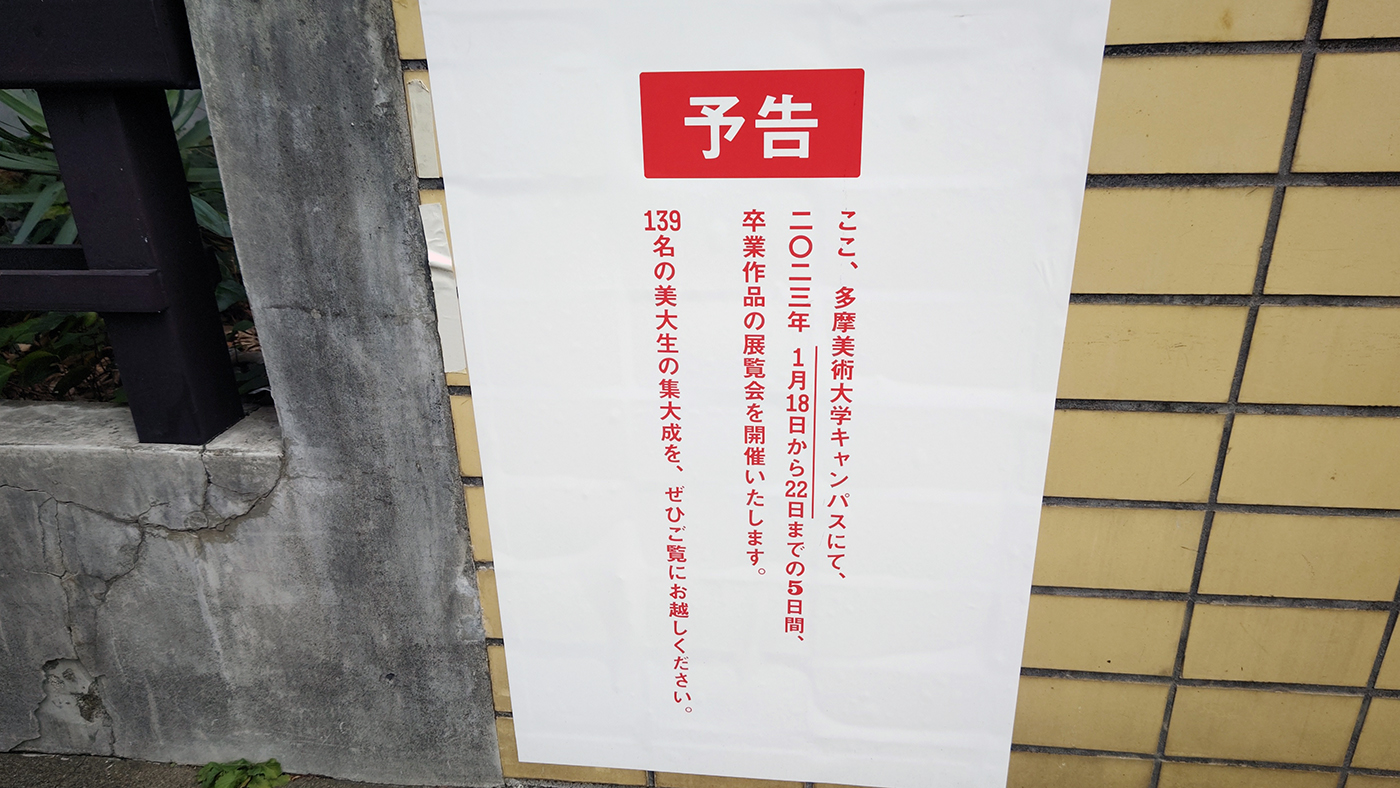 予告
ここ、多摩美術大学キャンパスにて、
二〇二三年 1月18日から22日までの5日間、
卒業作品の展覧会を開催いたします。
139名の美大生の集大成を、ぜひご覧にお越しください。